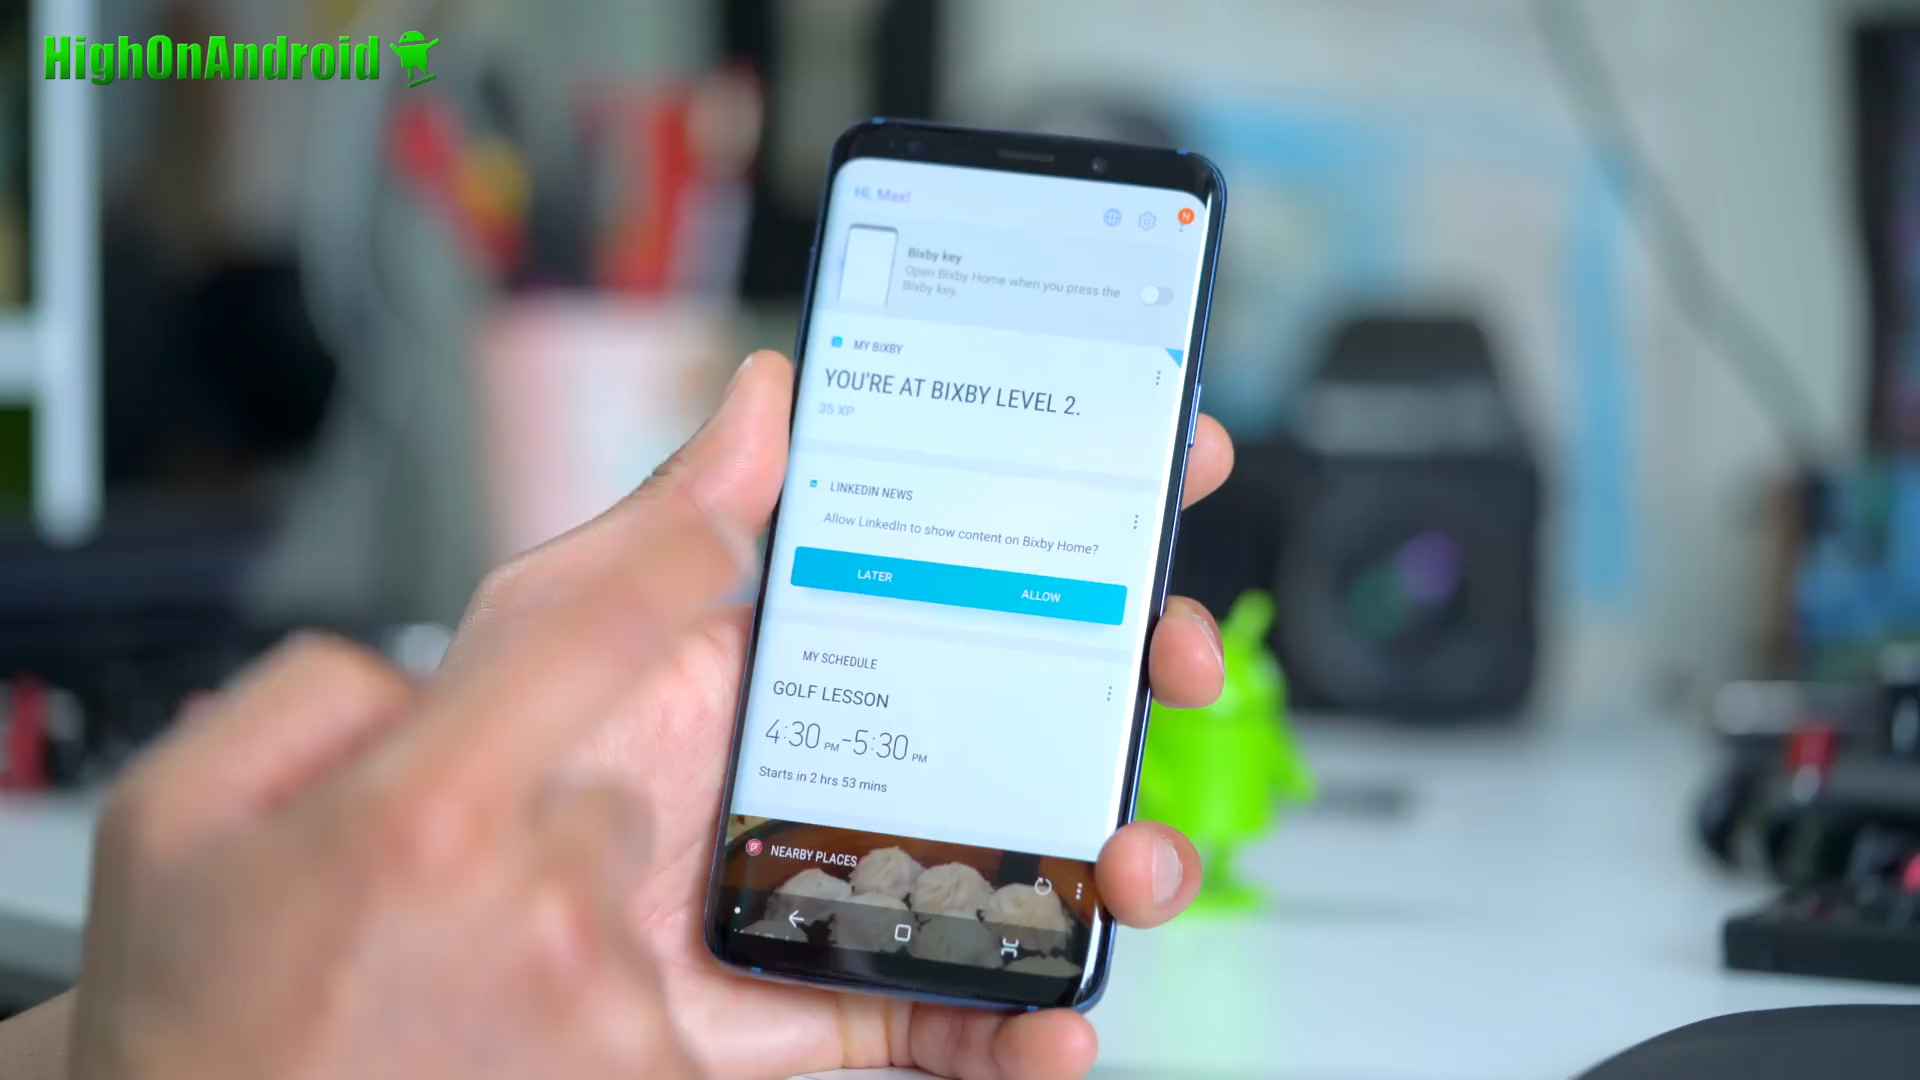 HighOnAndroid
Hi, Max!
N
Bixby key
Open Bixby Home when you press the
Bixby key.
MY BIXBY
YOU'RE AT BIXBY LEVEL 2.
35 XP
LINKEDIN NEWS
Allow LinkedIn to show content on Bixby Home?
LATER
ALLOW
MY SCHEDULE
GOLF LESSON
4:30 PM-5:30 PM
Starts in 2 hrs 53 mins
NEARBY PLACES